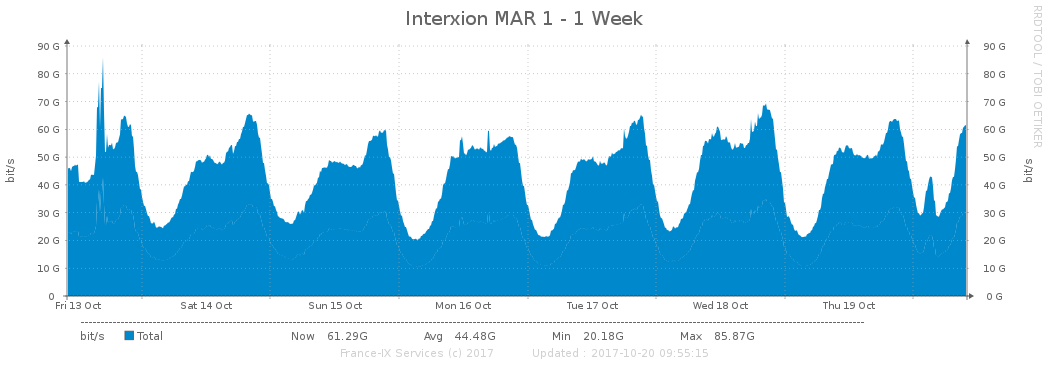 Interxion MAR 1 - 1 Week
RRDTOOL / TOBI OETIKER
90 G 90 G
80 G 80 G
70 G 70 G
60 G 60 G
50 G 50 G
40 G 40 G
30 G 30 G
20 G 20 G
10 G 10 G
0 0 G
bit/s bit/s
Fri 13 Oct Sat 14 Oct Sun 15 Oct Mon 16 Oct Tue 17 Oct Wed 18 Oct Thu 19 Oct
bit/s Total Now 61.29G Avg 44.48G Min 20.18G Max 85.87G
France-IX Services (c) 2017 Updated : 2017-10-20 09:55:15